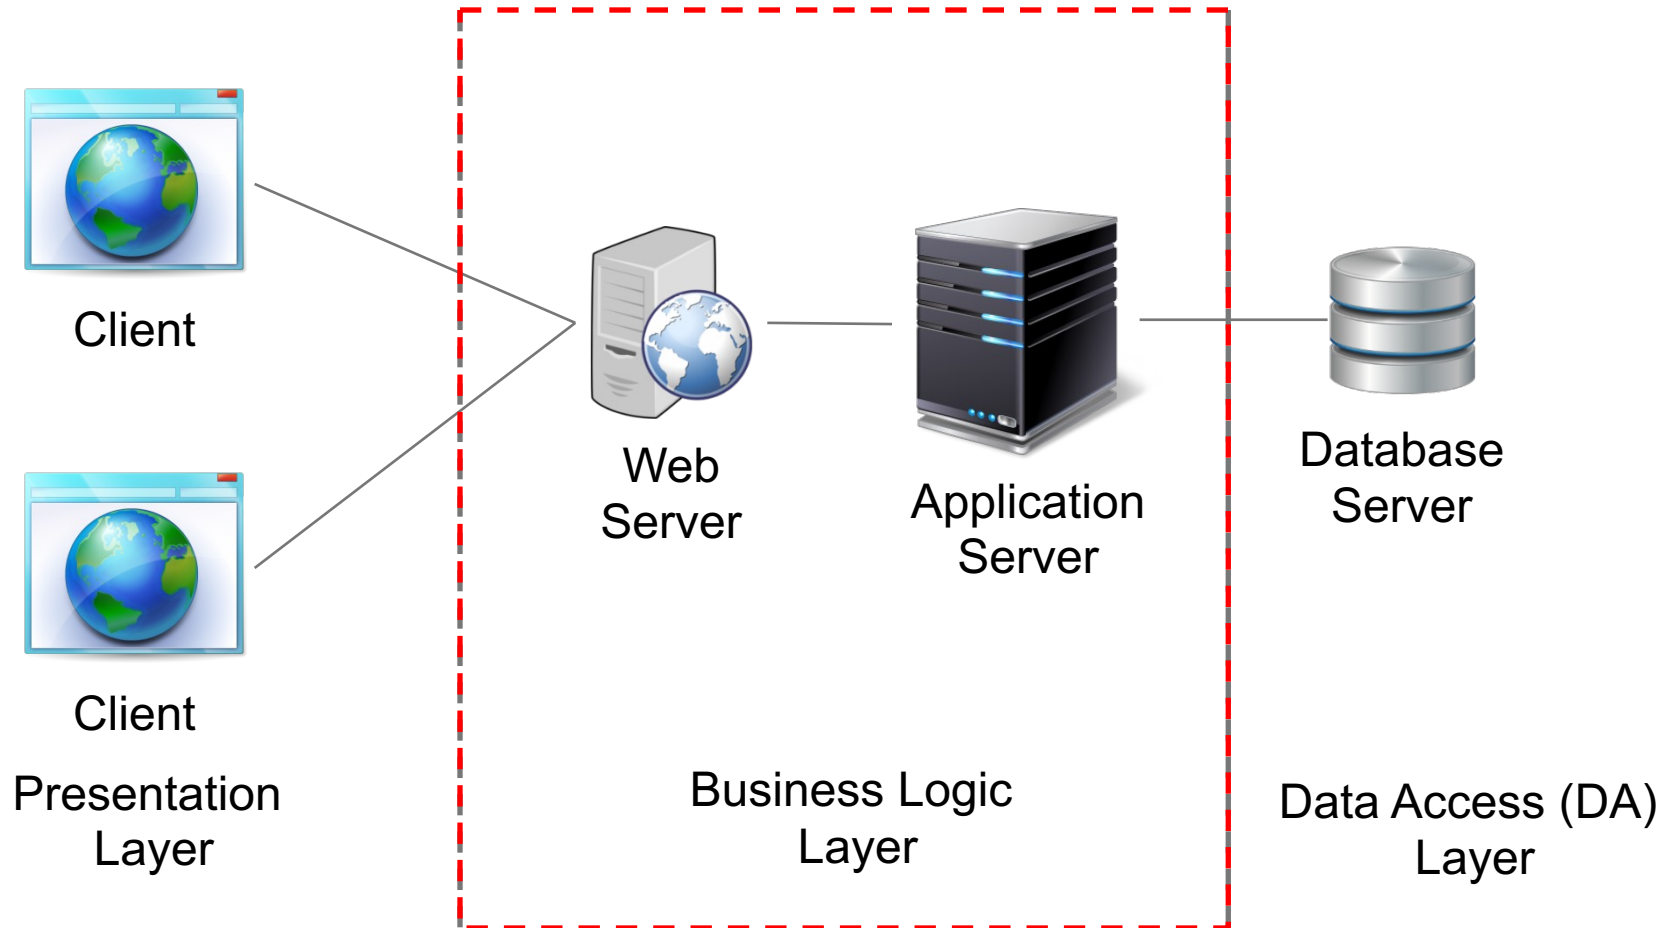 Client
Web
Server
Application
Server
Database
Server
Client
Presentation
Layer
Business Logic
Layer
Data Access (DA)
Layer